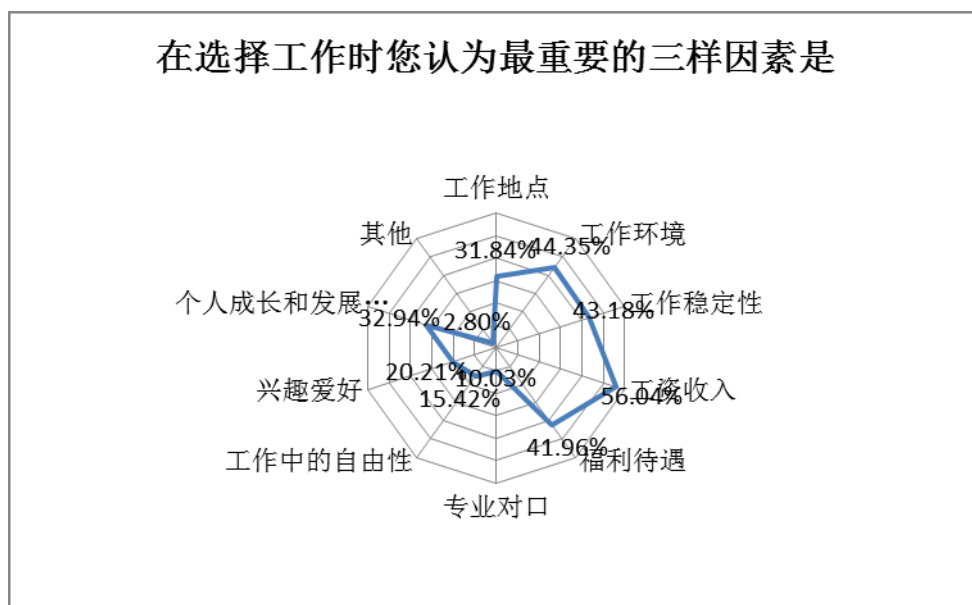 在选择工作时您认为最重要的三样因素是
工作地点
其他
31.84%
44.35%
工作环境
个人成长和发展…
32.94%
2.80%
43.18%
工作稳定性
兴趣爱好
20.21%
10.03%
56.04%
工资收入
15.42%
41.96%
福利待遇
工作中的自由性
专业对口